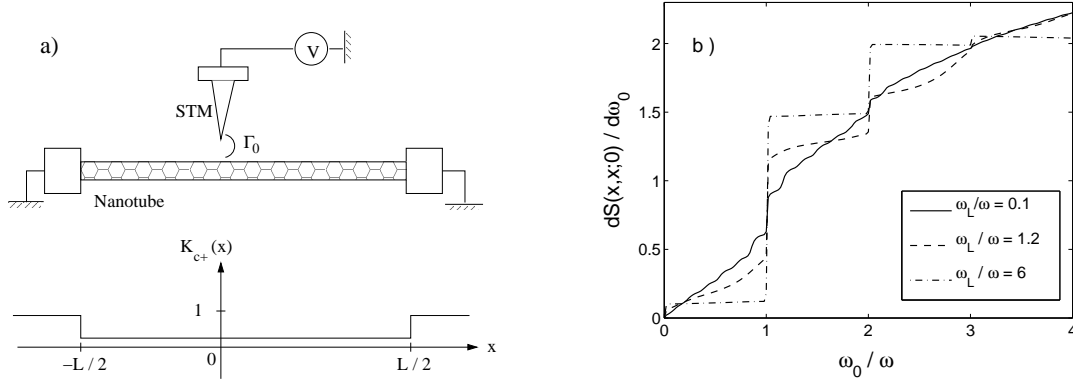 a)
V
STM
Γ0
Nanotube
Kc+ (x)
1
−L / 2
0
L / 2
x
b )
dS(x,x;0) / dω0
2
1.5
1
0.5
0
0
1
2
3
4
ω0 / ω
ωL/ω = 0.1
ωL / ω = 1.2
ωL / ω = 6